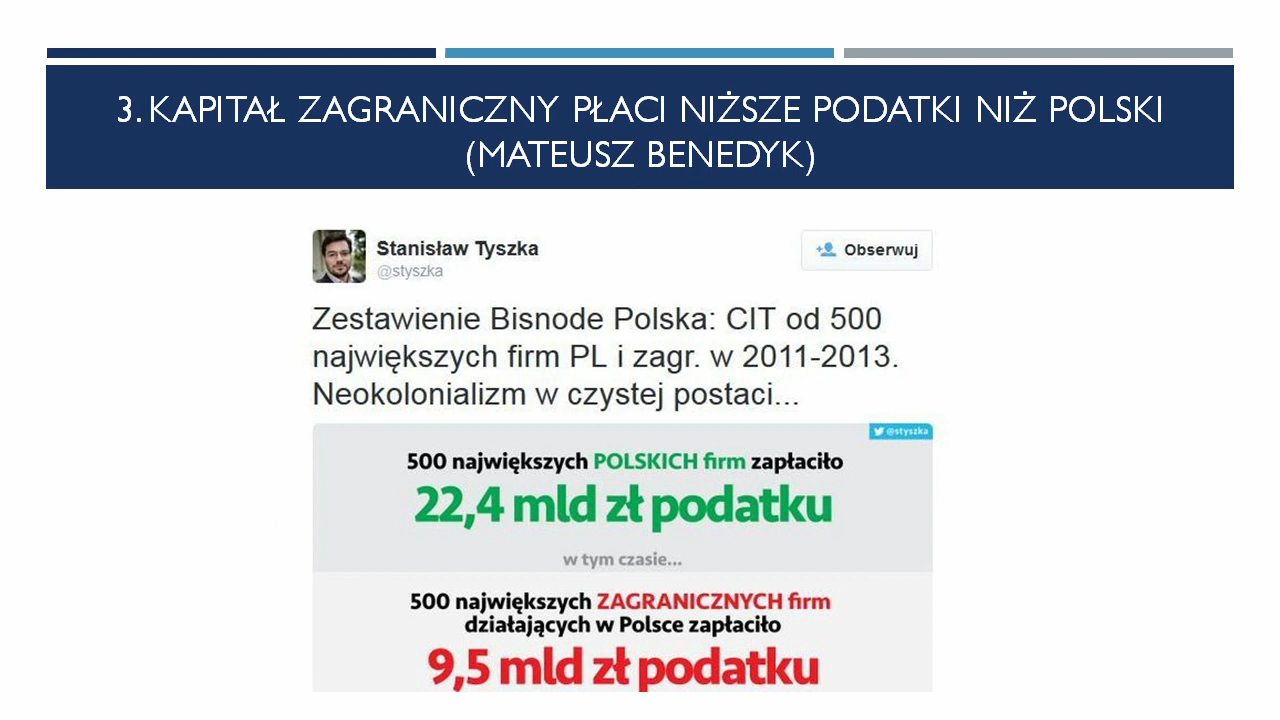 3. KAPITAŁ ZAGRANICZNY PŁACI NIŻSZE PODATKI NIŻ POLSKI
(MATEUSZ BENEDYK)
Stanisław Tyszka
@styszka
Obserwuj
Zestawienie Bisnode Polska: CIT od 500
największych firm PL i zagr. w 2011-2013.
Neokolonializm w czystej postaci...
@styszka
500 największych POLSKICH firm zapłaciło
22,4 mld zł podatku
w tym czasie...
500 największych ZAGRANICZNYCH firm
działających w Polsce zapłaciło
9,5 mld zł podatku